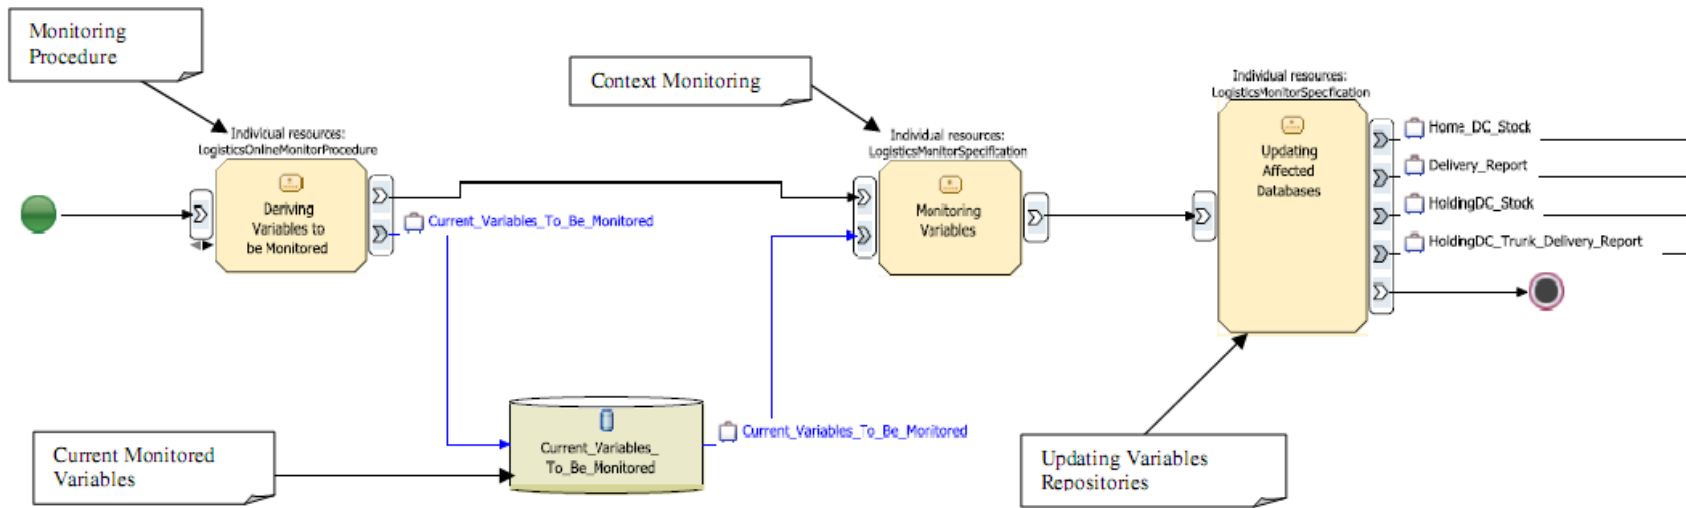 Monitoring
Procedure
Individual resources:
LogisticsOnlineMonitorProcedure
Deriving
Variables to
be Monitored
Current_Variables_To_Be_Monitored
Context Monitoring
Individual resources:
LogisticsMonitorSpecification
Monitoring
Variables
Individual resources:
LogisticsMonitorSpecfication
Updating
Affected
Databases
Home_DC_Stock
Delivery_Report
HoldingDC_Stock
HoldingDC_Trunk_Delivery_Report
Current Monitored
Variables
Current_Variables_
To_Be_Monitored
Current_Variables_To_Be_Monitored
Updating Variables
Repositories